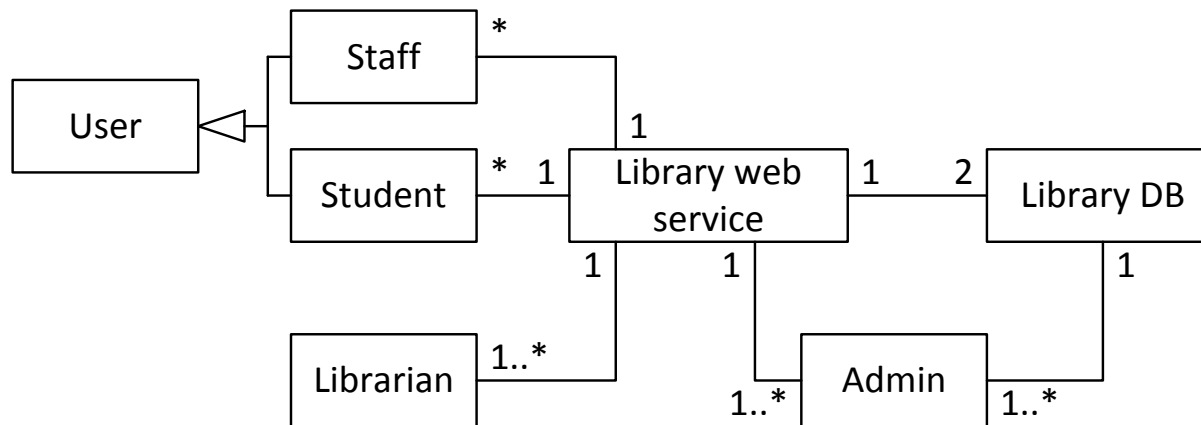 *
Staff
User
1
*
1
Library web
service
1
2
Library DB
Student
1
1
1
Librarian
1..*
Admin
1..*
1..*